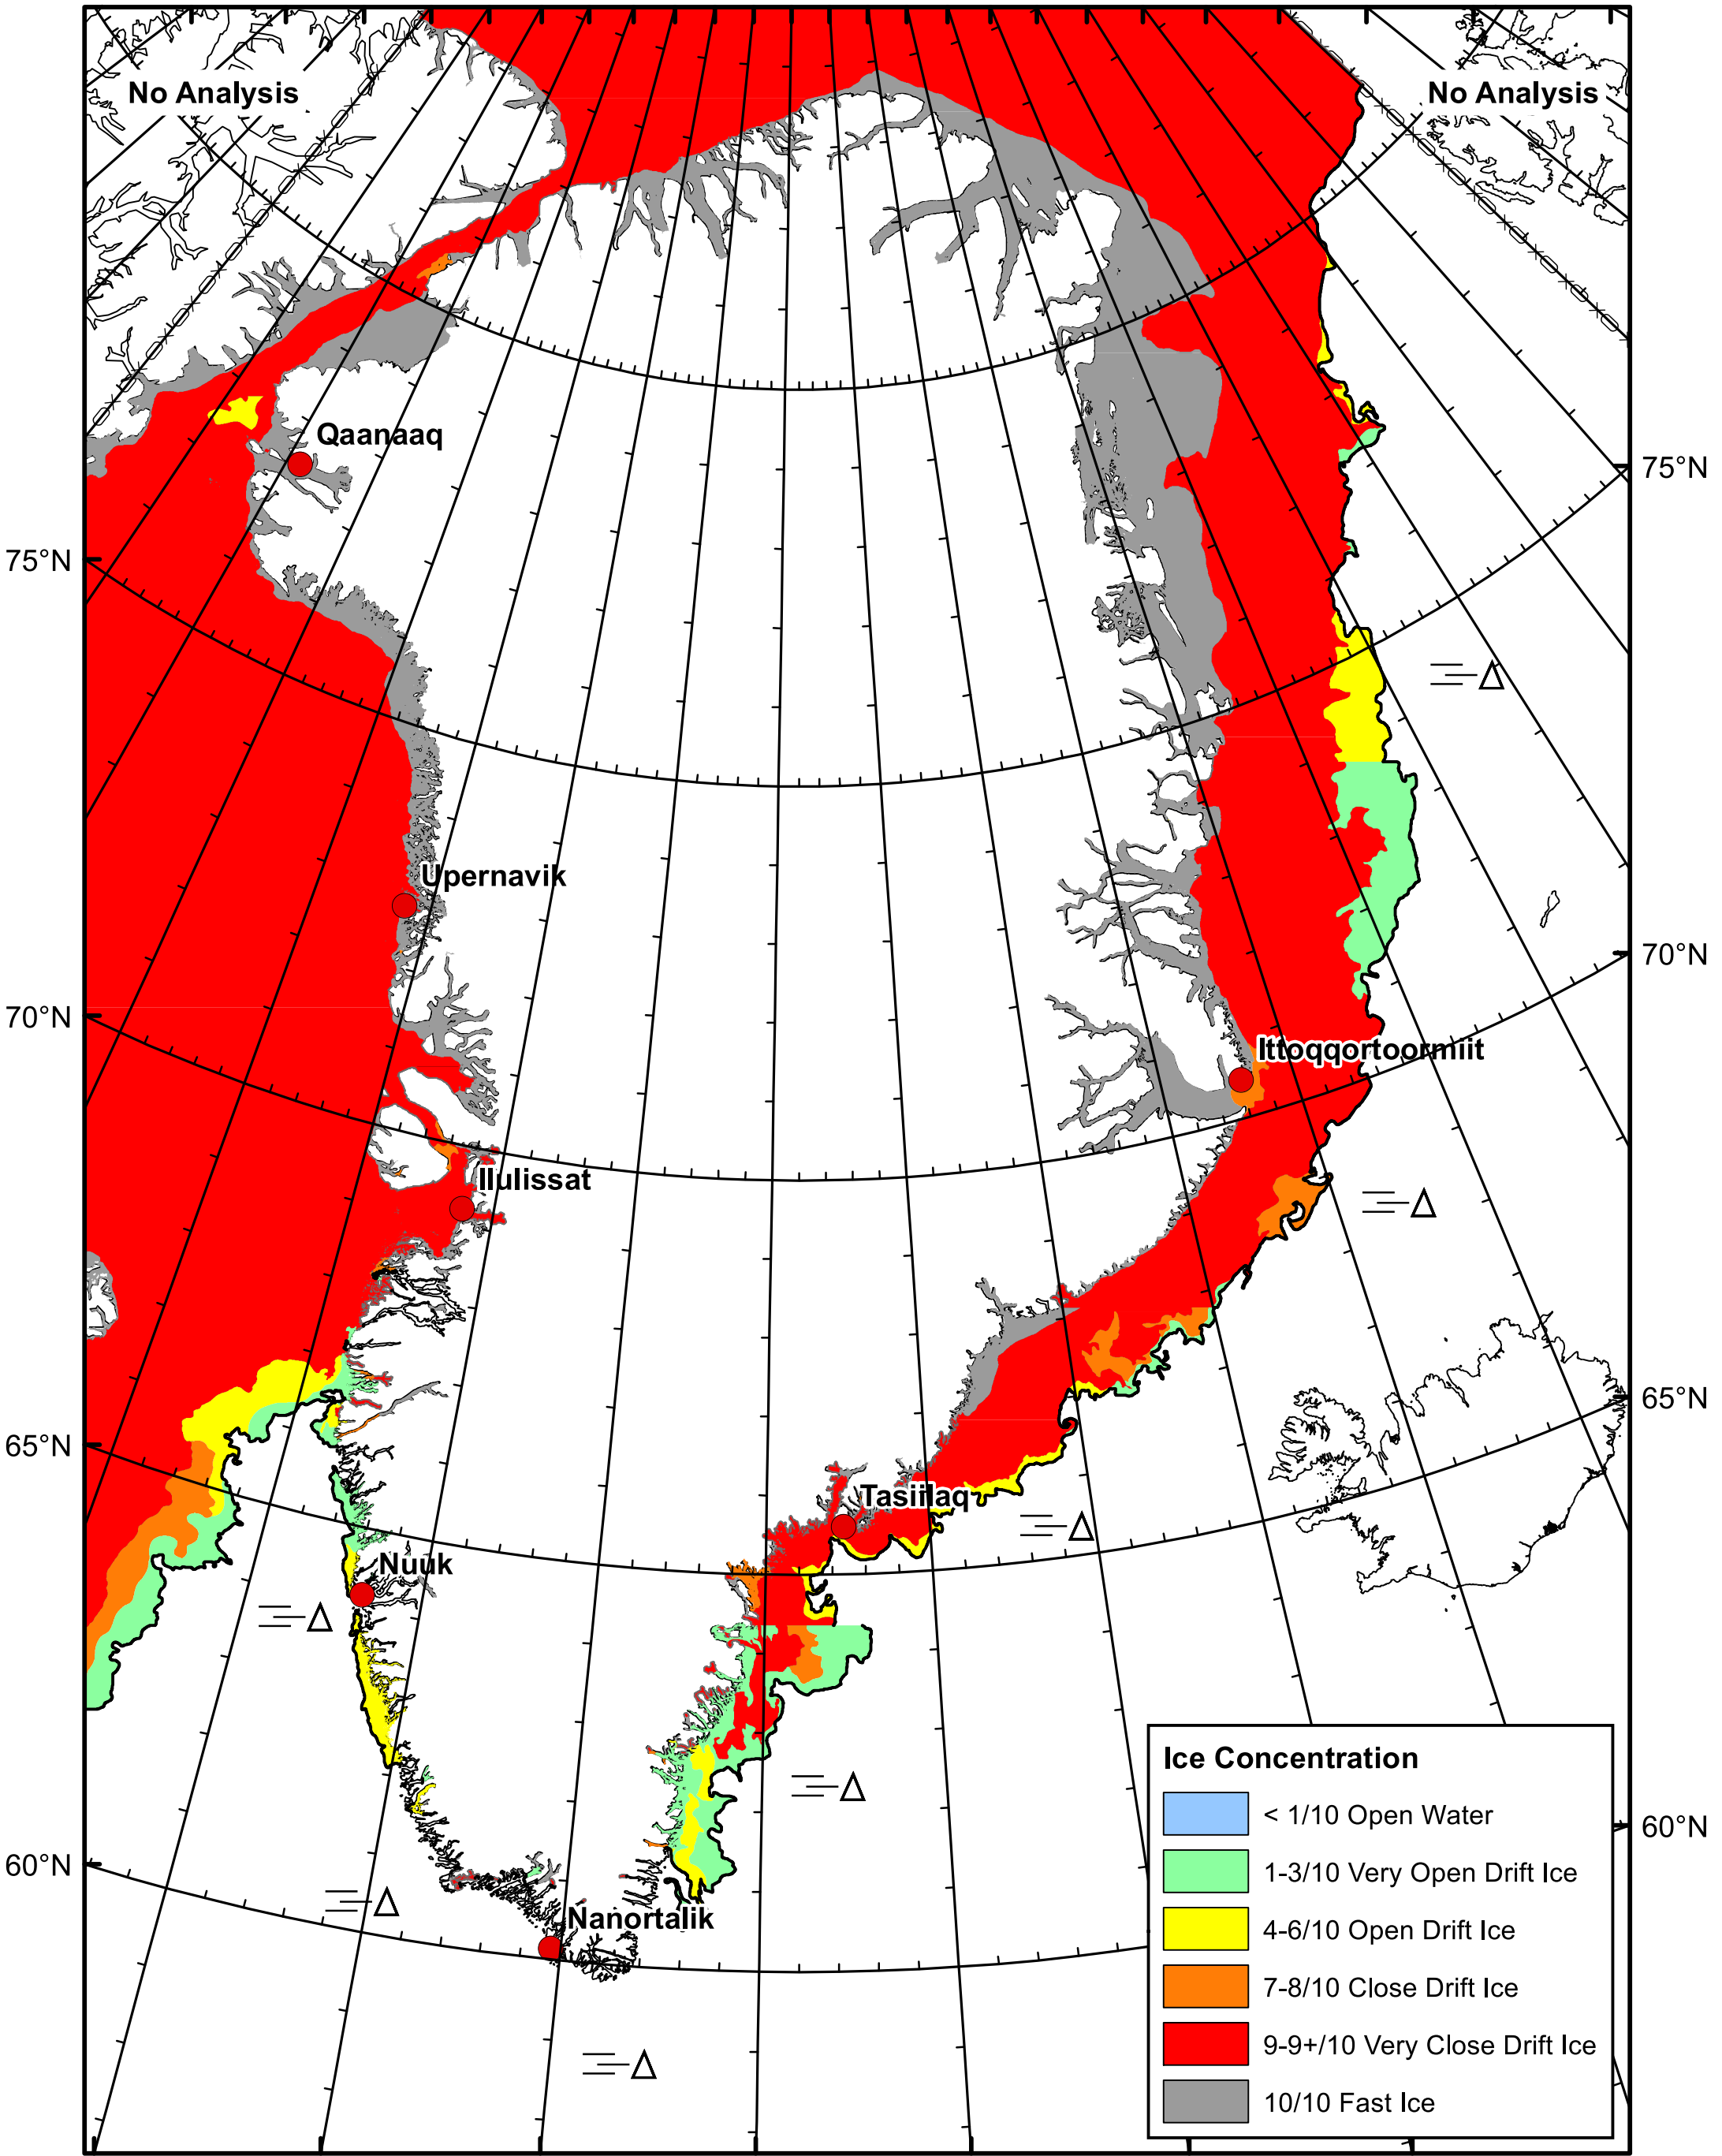 No Analysis
No Analysis
Qaanaaq
75°N
75°N
Upernavik
70°N
70°N
Ittoqqortoormiit
Ilulissat
65°N
65°N
Tasiilaq
Nuuk
60°N
60°N
Nanortalik
Ice Concentration
< 1/10 Open Water
1-3/10 Very Open Drift Ice
4-6/10 Open Drift Ice
7-8/10 Close Drift Ice
9-9+/10 Very Close Drift Ice
10/10 Fast Ice